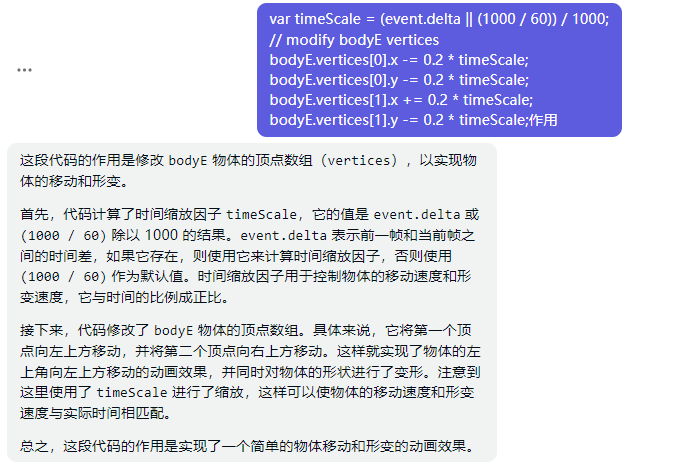 var timeScale = (event.delta || (1000 / 60)) / 1000;
// modify bodyE vertices
bodyE.vertices[0].x -= 0.2 * timeScale;
bodyE.vertices[0].y -= 0.2 * timeScale;
bodyE.vertices[1].x += 0.2 * timeScale;
bodyE.vertices[1].y -= 0.2 * timeScale;作用
这段代码的作用是修改 bodyE 物体的顶点数组（vertices），以实现物
体的移动和形变。
首先，代码计算了时间缩放因子 timeScale，它的值是 event.delta 或
(1000 / 60) 除以 1000 的结果。event.delta 表示前一帧和当前帧之
间的时间差，如果它存在，则使用它来计算时间缩放因子，否则使用
(1000 / 60) 作为默认值。时间缩放因子用于控制物体的移动速度和形
变速度，它与时间的比例成正比。
接下来，代码修改了 bodyE 物体的顶点数组。具体来说，它将第一个顶
点向左上方移动，并将第二个顶点向右上方移动。这样就实现了物体的左
上角向左上方移动的动画效果，并同时对物体的形状进行了变形。注意到
这里使用了 timeScale 进行了缩放，这样可以使物体的移动速度和形变
速度与实际时间相匹配。
总之，这段代码的作用是实现了一个简单的物体移动和形变的动画效果。